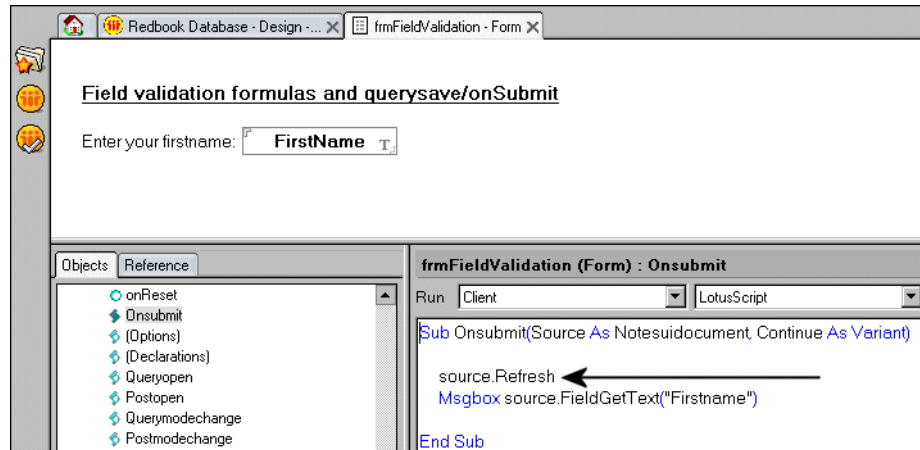 Redbook Database - Design -... frmFieldValidation - Form
Field validation formulas and querysave/onSubmit
Enter your firstname: FirstName T
Objects Reference
onReset
Onsubmit
(Options)
(Declarations)
Queryopen
Postopen
Querymodechange
Postmodechange
frmFieldValidation (Form) : Onsubmit
Run Client LotusScript
Sub Onsubmit(Source As Notesuidocument, Continue As Variant)
source.Refresh
Msgbox source.FieldGetText("Firstname")
End Sub